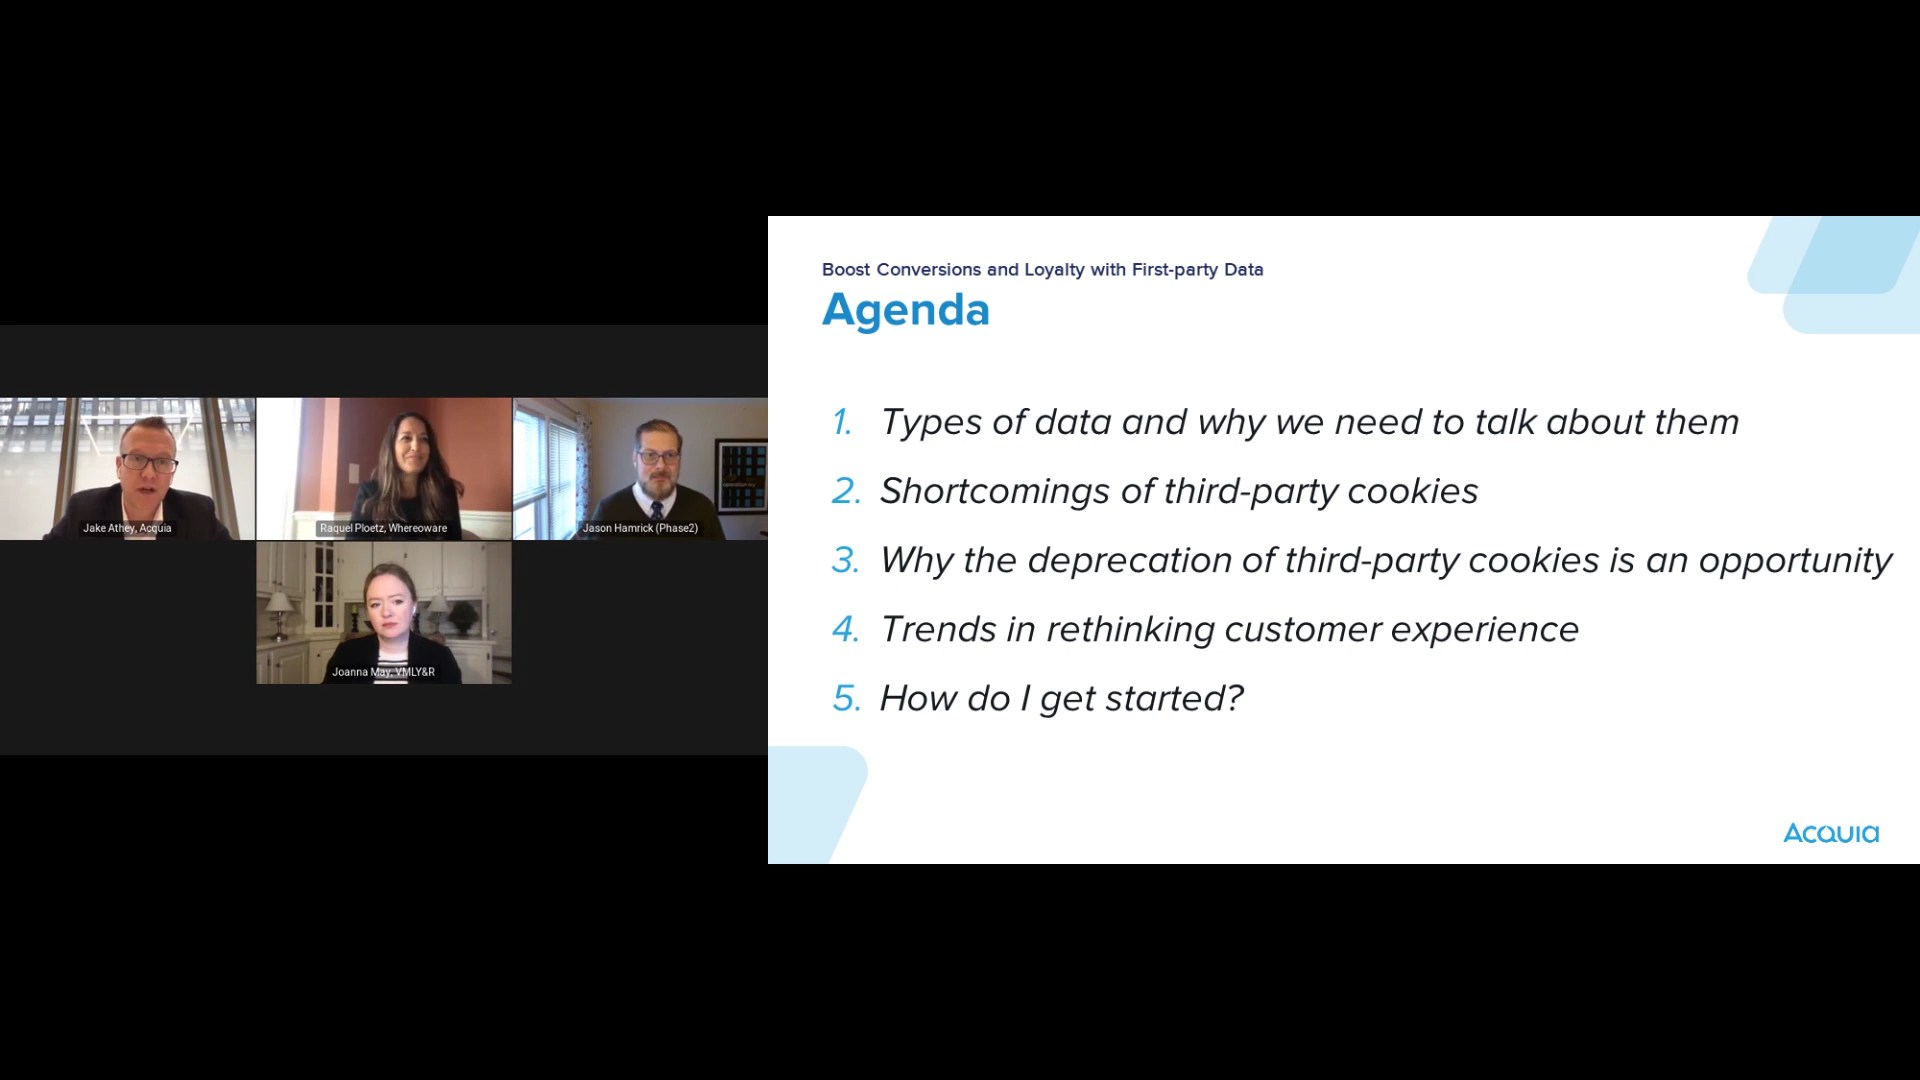 Jake Athey, Acquia
Raquel Ploetz, Whereoware
Jason Hamrick (Phase2)
Joanna May, VMLY&R
Boost Conversions and Loyalty with First-party Data
Agenda
1. Types of data and why we need to talk about them
2. Shortcomings of third-party cookies
3. Why the deprecation of third-party cookies is an opportunity
4. Trends in rethinking customer experience
5. How do I get started?
Acquia